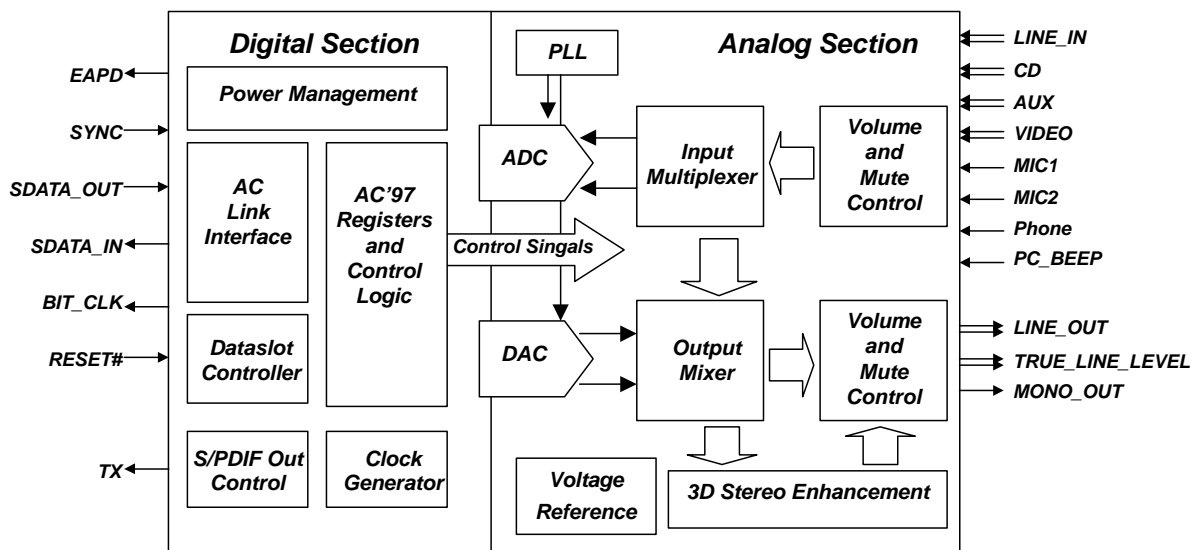 Digital Section
Analog Section
EAPD
SYNC
SDATA_OUT
SDATA_IN
BIT_CLK
RESET#
TX
Power Management
AC
Link
Interface
AC'97
Registers
and
Control
Logic
Dataslot
Controller
S/PDIF Out
Control
Clock
Generator
PLL
ADC
Input
Multiplexer
Volume
and
Mute
Control
Control Singals
DAC
Output
Mixer
Volume
and
Mute
Control
Voltage
Reference
3D Stereo Enhancement
LINE_IN
CD
AUX
VIDEO
MIC1
MIC2
Phone
PC_BEEP
LINE_OUT
TRUE_LINE_LEVEL
MONO_OUT